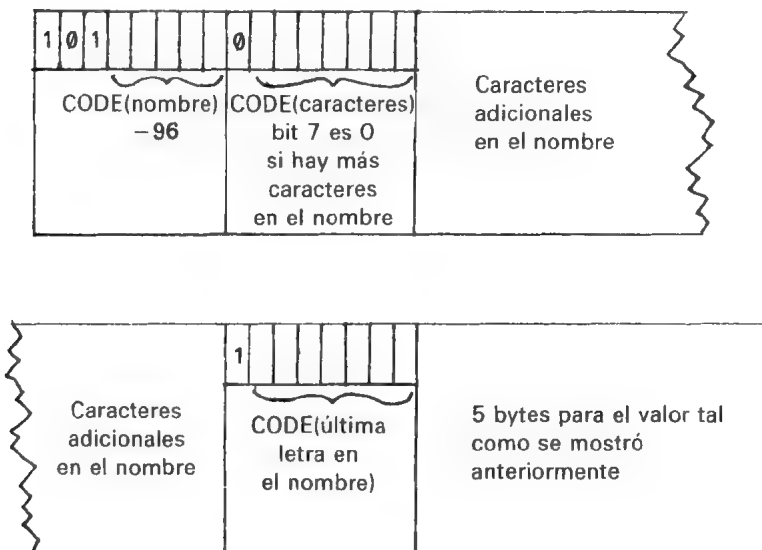 1 0 1
0
CODE(nombre)
−96
CODE(caracteres)
bit 7 es 0
si hay más
caracteres
en el nombre
Caracteres
adicionales
en el nombre
Caracteres
adicionales
en el nombre
1
CODE(última
letra en
el nombre)
5 bytes para el valor tal
como se mostró
anteriormente